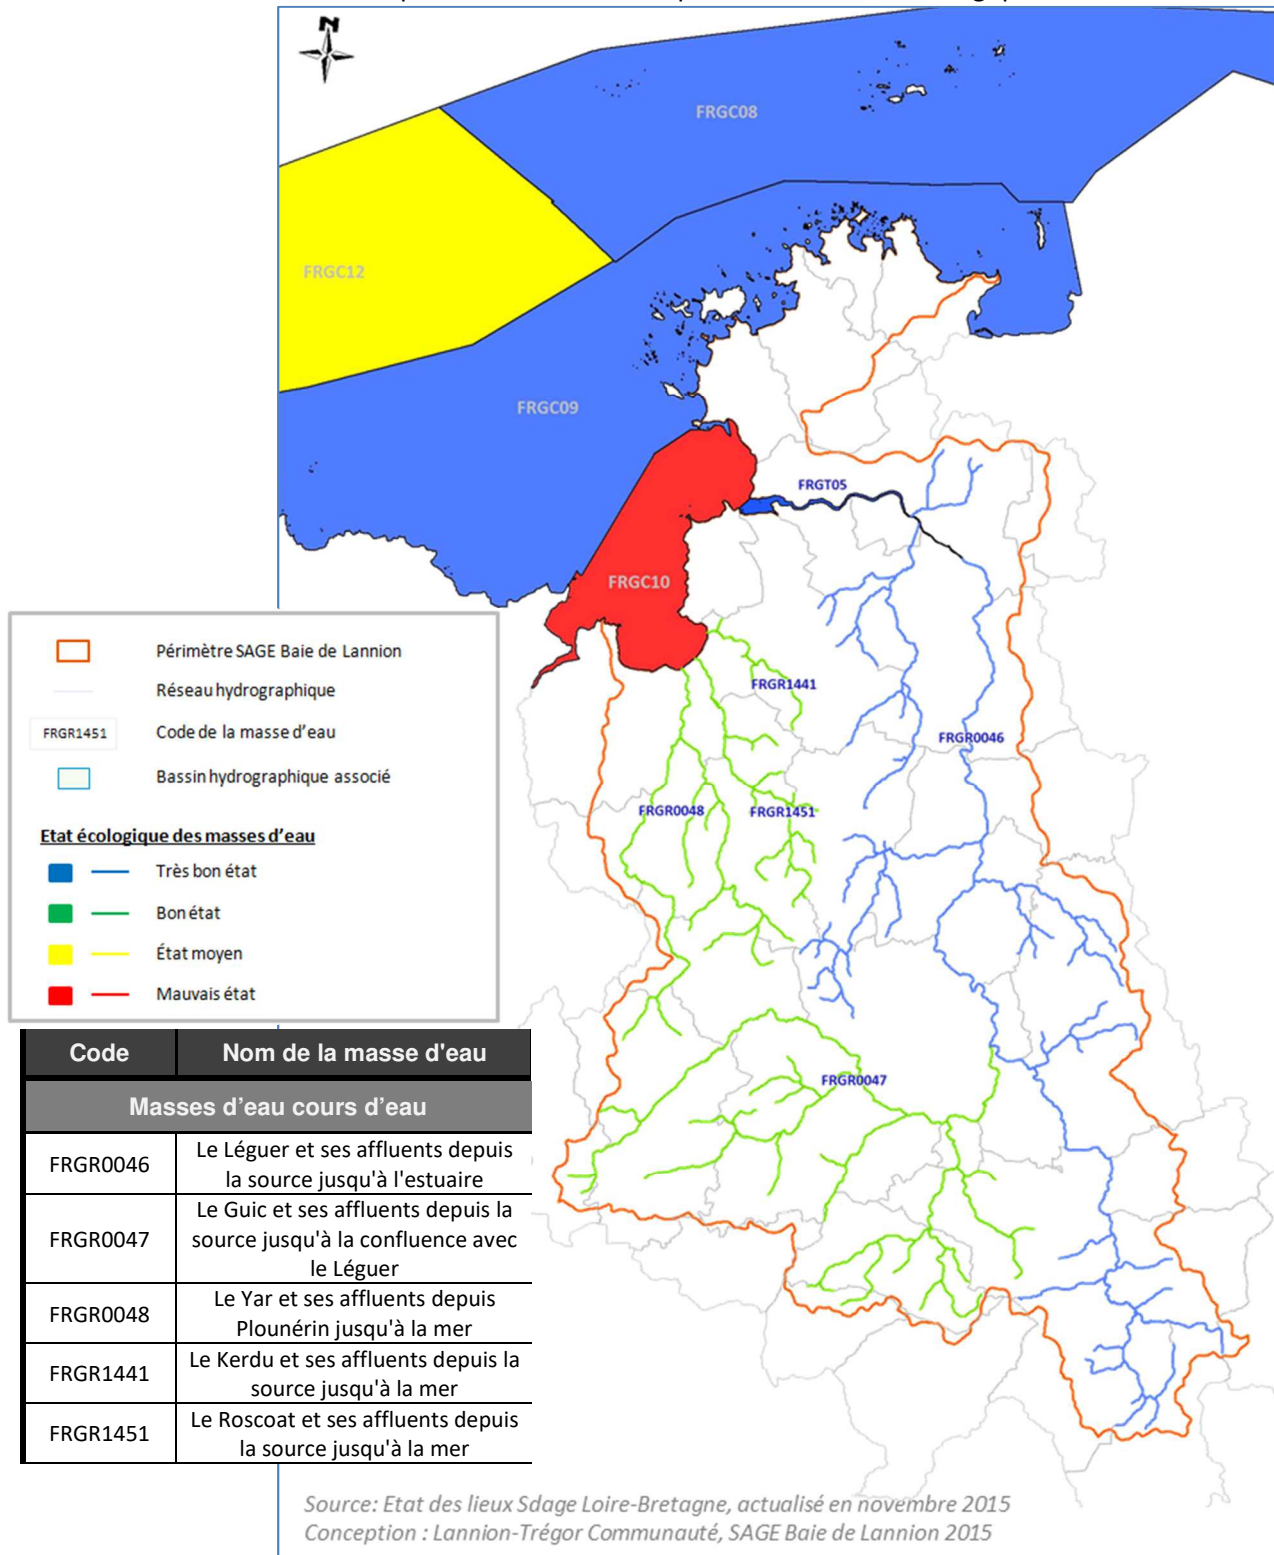 N
FRGC08
FRGC12
FRGC09
FRGT05
FRGC10
FRGR1441
FRGR0046
FRGR0048
FRGR1451
FRGR0047
Périmètre SAGE Baie de Lannion
Réseau hydrographique
FRGR1451 Code de la masse d'eau
Bassin hydrographique associé
Etat écologique des masses d'eau
Très bon état
Bon état
État moyen
Mauvais état
Code Nom de la masse d'eau
Masses d'eau cours d'eau
FRGR0046 Le Léguer et ses affluents depuis
la source jusqu'à l'estuaire
FRGR0047 Le Guic et ses affluents depuis la
source jusqu'à la confluence avec
le Léguer
FRGR0048 Le Yar et ses affluents depuis
Plounérin jusqu'à la mer
FRGR1441 Le Kerdu et ses affluents depuis la
source jusqu'à la mer
FRGR1451 Le Roscoat et ses affluents depuis
la source jusqu'à la mer
Source: Etat des lieux Sdage Loire-Bretagne, actualisé en novembre 2015
Conception : Lannion-Trégor Communauté, SAGE Baie de Lannion 2015